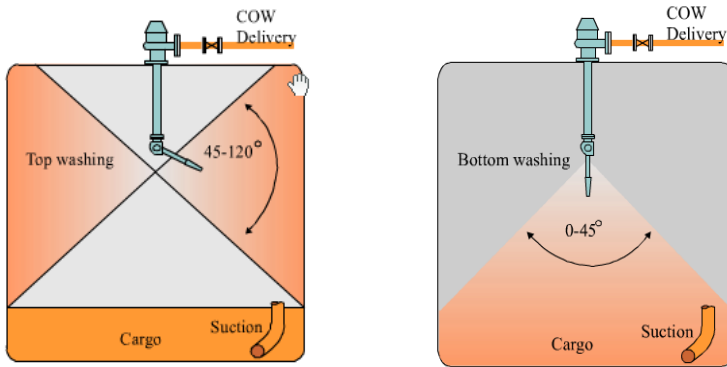 COW
Delivery
Top washing
45-120°
Suction
Cargo
COW
Delivery
Bottom washing
0-45°
Suction
Cargo